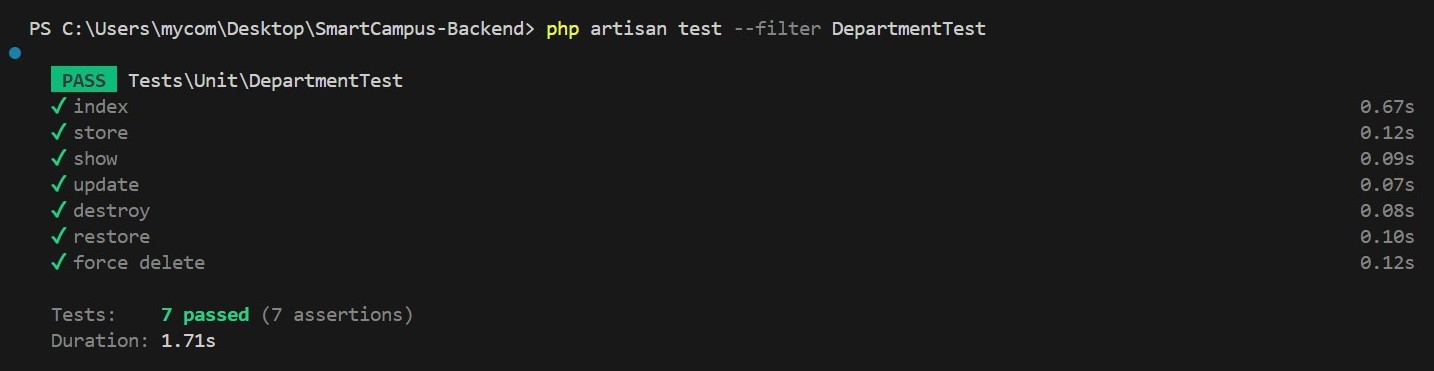 PS C:\Users\mycom\Desktop\SmartCampus-Backend> php artisan test --filter DepartmentTest
PASS Tests\Unit\DepartmentTest
✓ index 0.67s
✓ store 0.12s
✓ show 0.09s
✓ update 0.07s
✓ destroy 0.08s
✓ restore 0.10s
✓ force delete 0.12s
Tests: 7 passed (7 assertions)
Duration: 1.71s